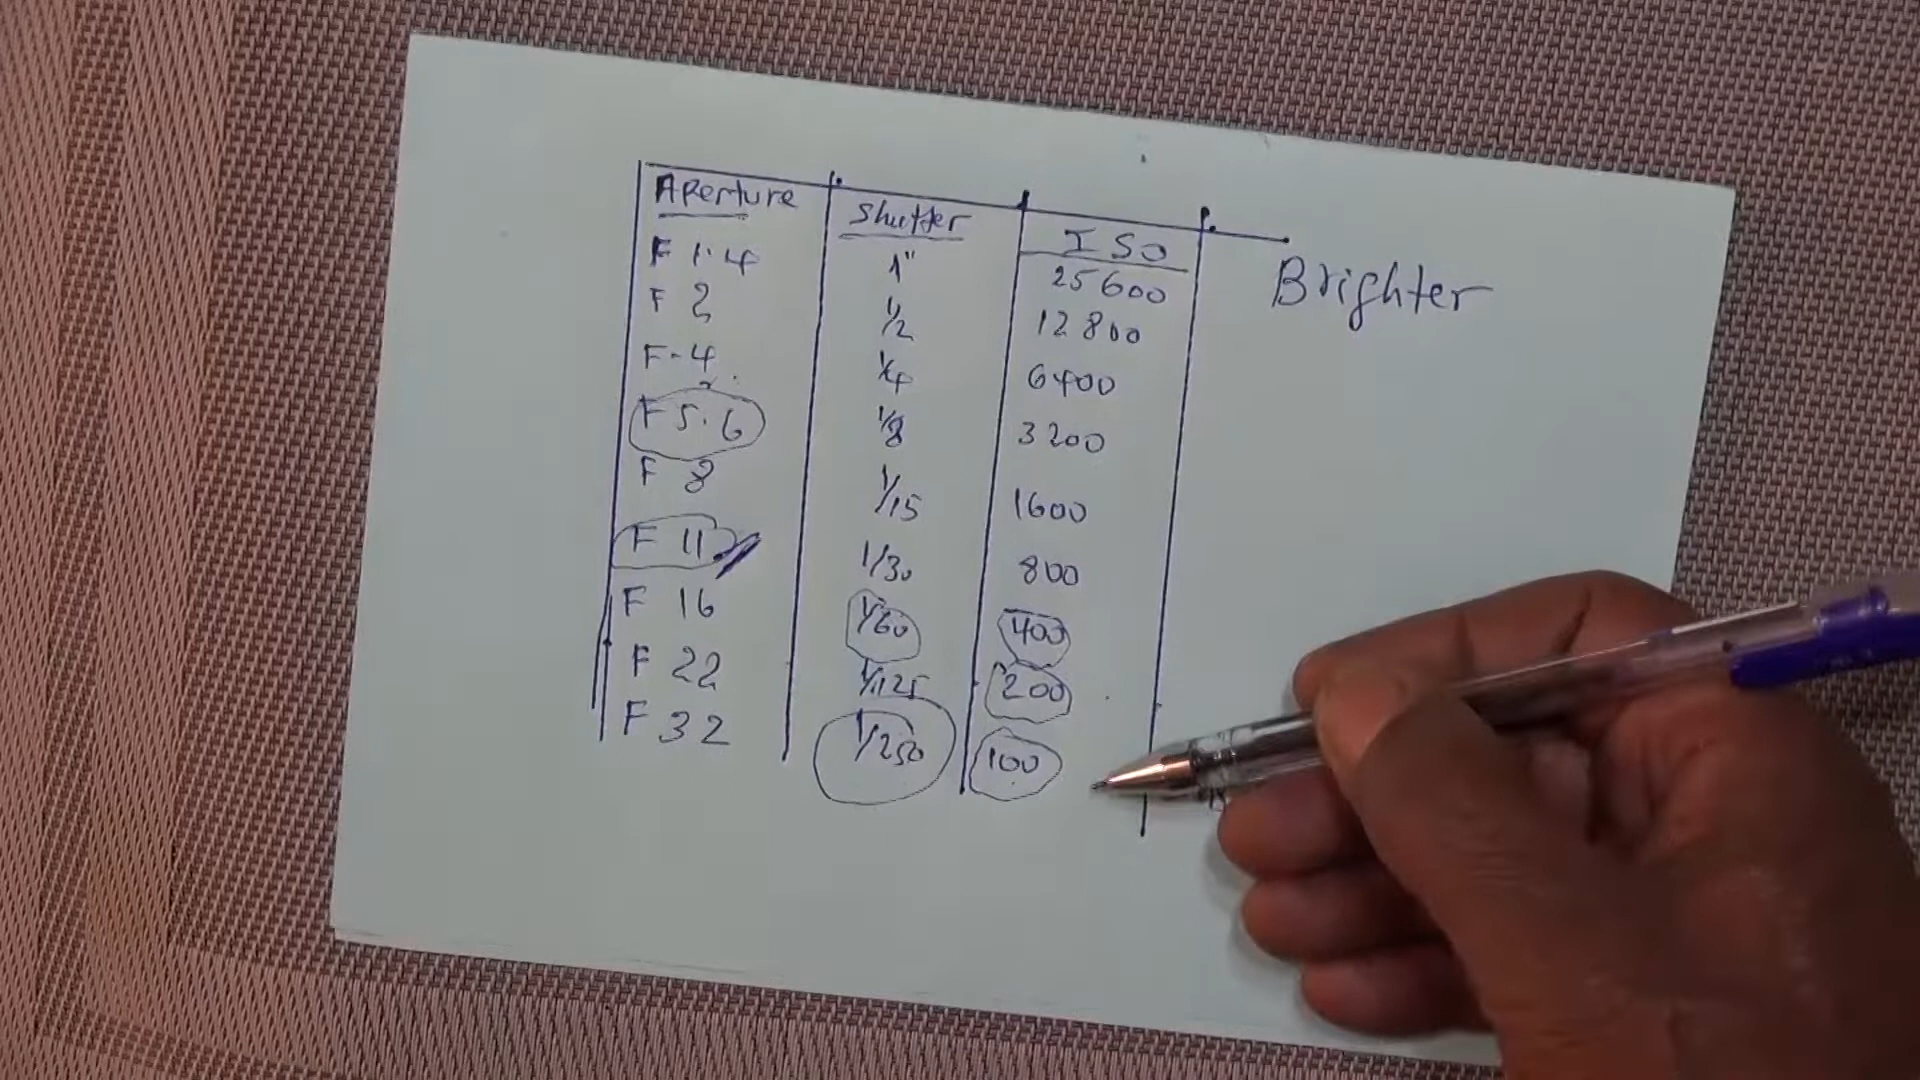 Aperture Shutter ISO
F 1.4 1" 25600 Brighter
F 2 1/2 12800
F-4 1/4 6400
F 5.6 1/8 3200
F 8 1/15 1600
F 11 1/30 800
F 16 1/60 400
F 22 1/125 200
F 32 1/250 100